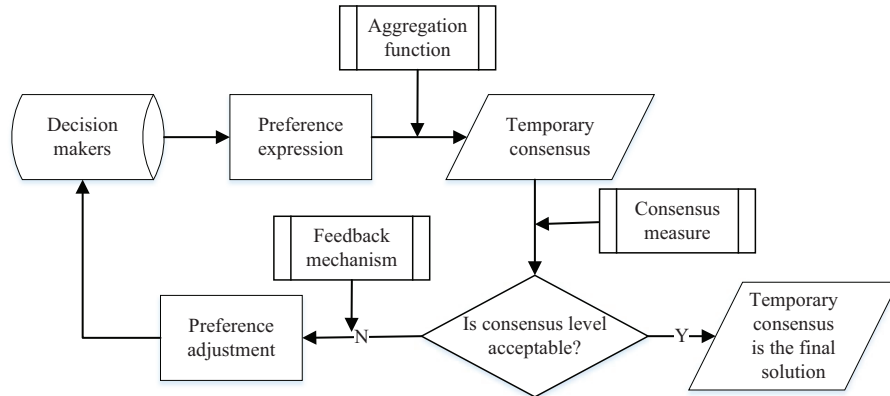 Aggregation
function
Decision
makers
Preference
expression
Temporary
consensus
Consensus
measure
Feedback
mechanism
Preference
adjustment
N
Is consensus level
acceptable?
Y
Temporary
consensus
is the final
solution